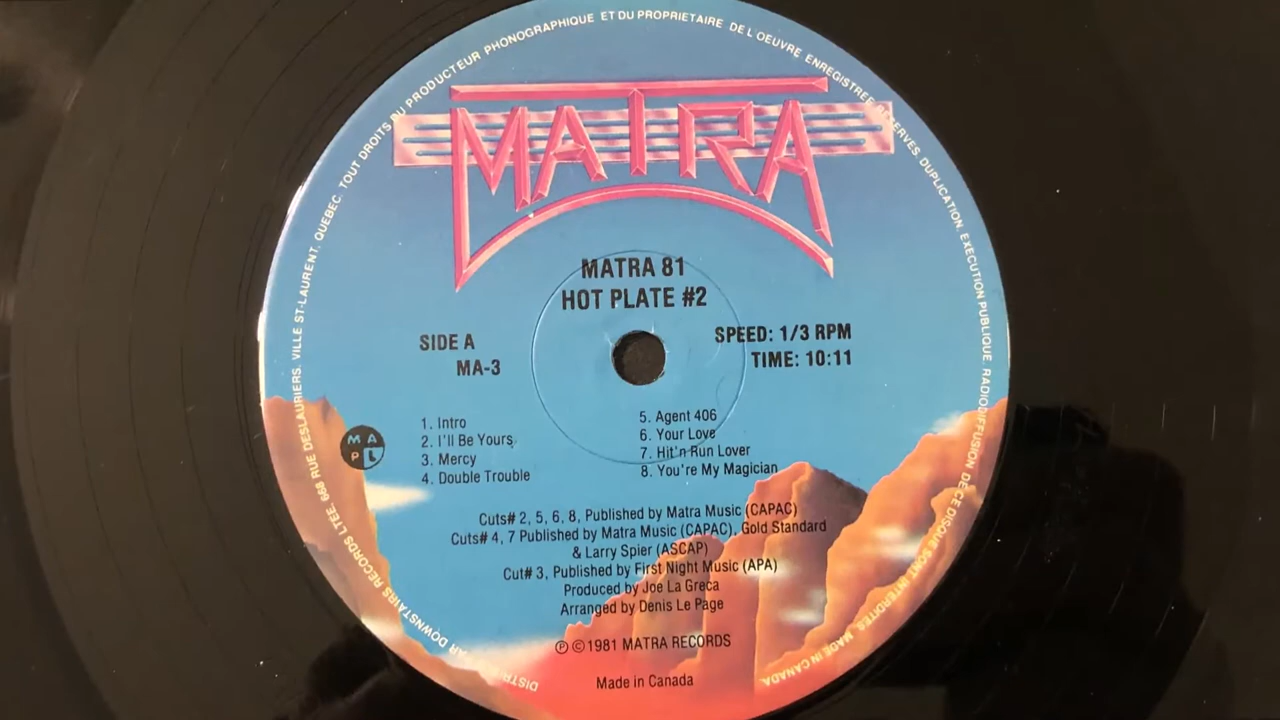 TOUT DROITS DU PRODUCTEUR PHONOGRAPHIQUE ET DU PROPRIETAIRE DE L'OEUVRE ENREGISTREE RESERVES. DUPLICATION. EXECUTION PUBLIQUE. RADIODIFFUSION DE CE DISQUE SONT INTERDITES. MADE IN CANADA.
MATRA
MATRA 81
HOT PLATE #2
SIDE A
MA-3
SPEED: 1/3 RPM
TIME: 10:11
MAPL
1. Intro
2. I'll Be Yours
3. Mercy
4. Double Trouble
5. Agent 406
6. Your Love
7. Hit'n Run Lover
8. You're My Magician
Cuts# 2, 5, 6, 8, Published by Matra Music (CAPAC)
Cuts# 4, 7 Published by Matra Music (CAPAC), Gold Standard
& Larry Spier (ASCAP)
Cut# 3, Published by First Night Music (APA)
Produced by Joe La Greca
Arranged by Denis Le Page
Ⓟ ©1981 MATRA RECORDS
Made in Canada
DOWNSTAIRS RECORDS LTEE. 668 RUE DESLAURIERS. VILLE ST-LAURENT. QUEBEC.